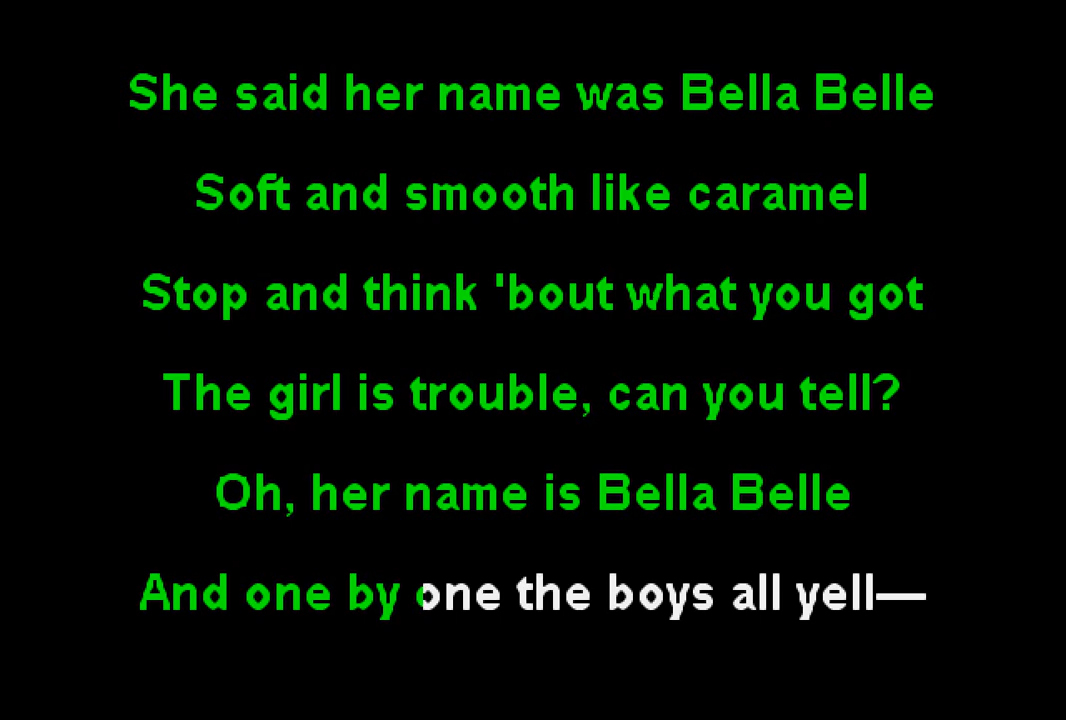 She said her name was Bella Belle
Soft and smooth like caramel
Stop and think 'bout what you got
The girl is trouble, can you tell?
Oh, her name is Bella Belle
And one by one the boys all yell—